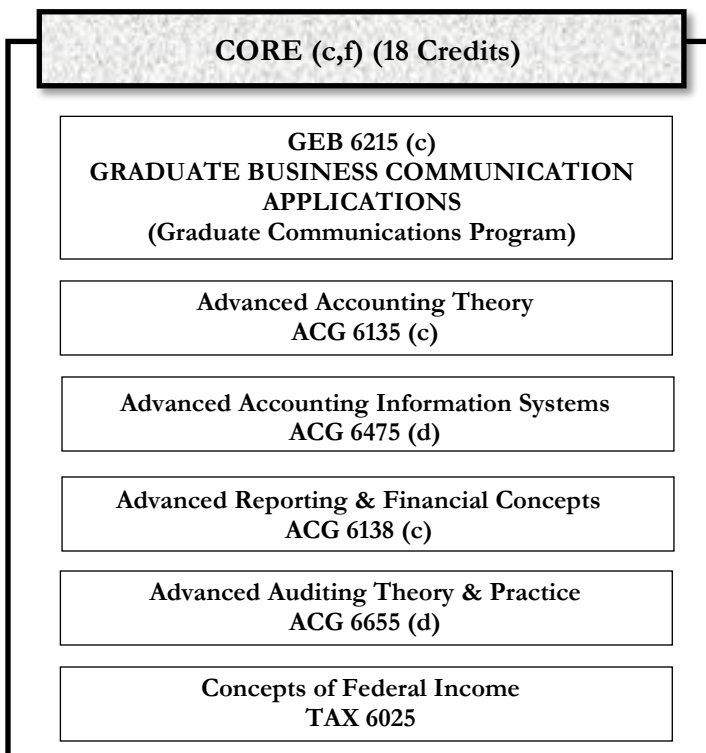 CORE (c,f) (18 Credits)
GEB 6215 (c)
GRADUATE BUSINESS COMMUNICATION
APPLICATIONS
(Graduate Communications Program)
Advanced Accounting Theory
ACG 6135 (c)
Advanced Accounting Information Systems
ACG 6475 (d)
Advanced Reporting & Financial Concepts
ACG 6138 (c)
Advanced Auditing Theory & Practice
ACG 6655 (d)
Concepts of Federal Income
TAX 6025